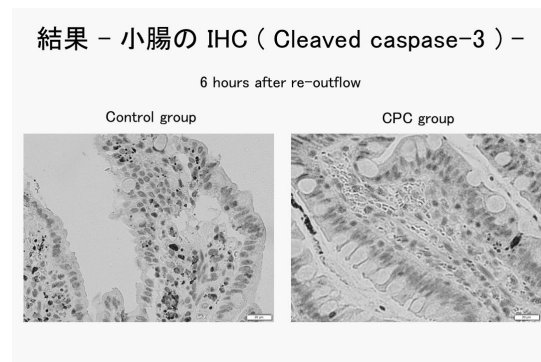 結果 － 小腸の IHC ( Cleaved caspase-3 ) －
6 hours after re-outflow
Control group
CPC group